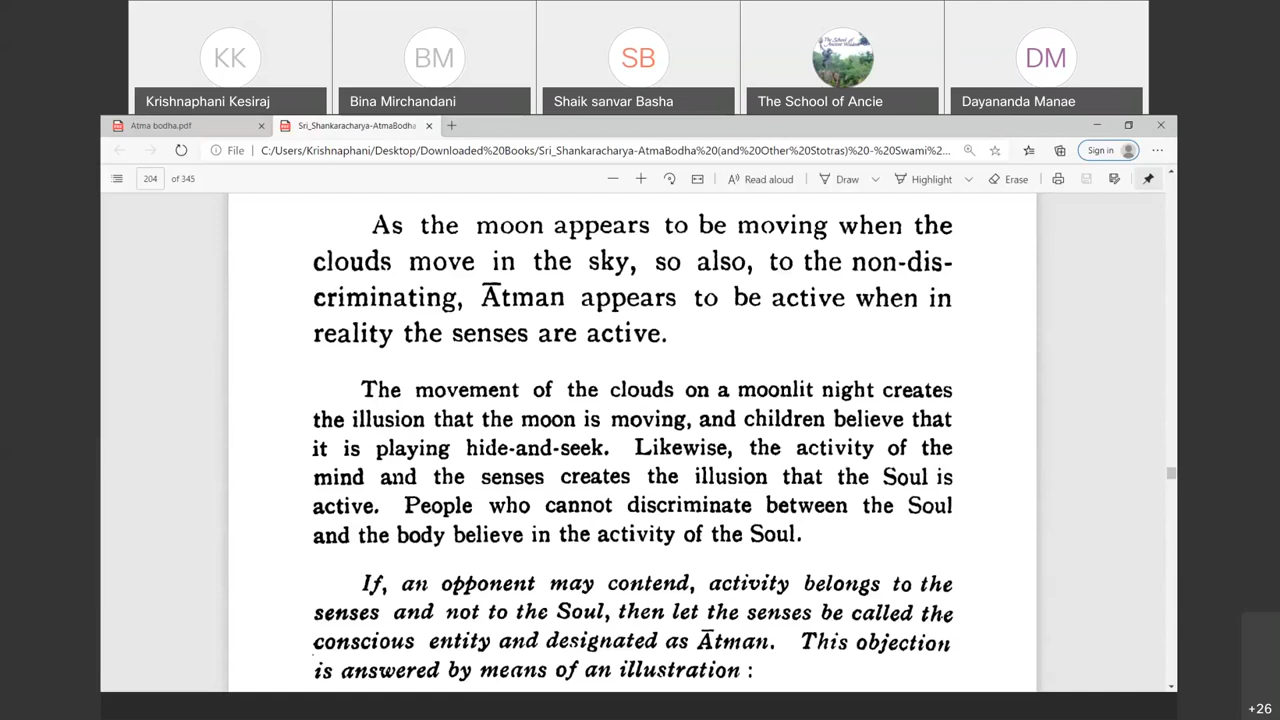 KK
BM
SB
The School of
Ancient Wisdom
DM
Krishnaphani Kesiraj
Bina Mirchandani
Shaik sanvar Basha
The School of Ancie
Dayananda Manae
Atma bodha.pdf
Sri_Shankaracharya-AtmaBodha
File
C:/Users/Krishnaphani/Desktop/Downloaded%20Books/Sri_Shankaracharya-AtmaBodha%20(and%20Other%20Stotras)%20-%20Swami%...
Sign in
204 of 345
Read aloud
Draw
Highlight
Erase
As the moon appears to be moving when the
clouds move in the sky, so also, to the non-dis-
criminating, Ātman appears to be active when in
reality the senses are active.
The movement of the clouds on a moonlit night creates
the illusion that the moon is moving, and children believe that
it is playing hide-and-seek. Likewise, the activity of the
mind and the senses creates the illusion that the Soul is
active. People who cannot discriminate between the Soul
and the body believe in the activity of the Soul.
If, an opponent may contend, activity belongs to the
senses and not to the Soul, then let the senses be called the
conscious entity and designated as Ātman. This objection
is answered by means of an illustration :
+26